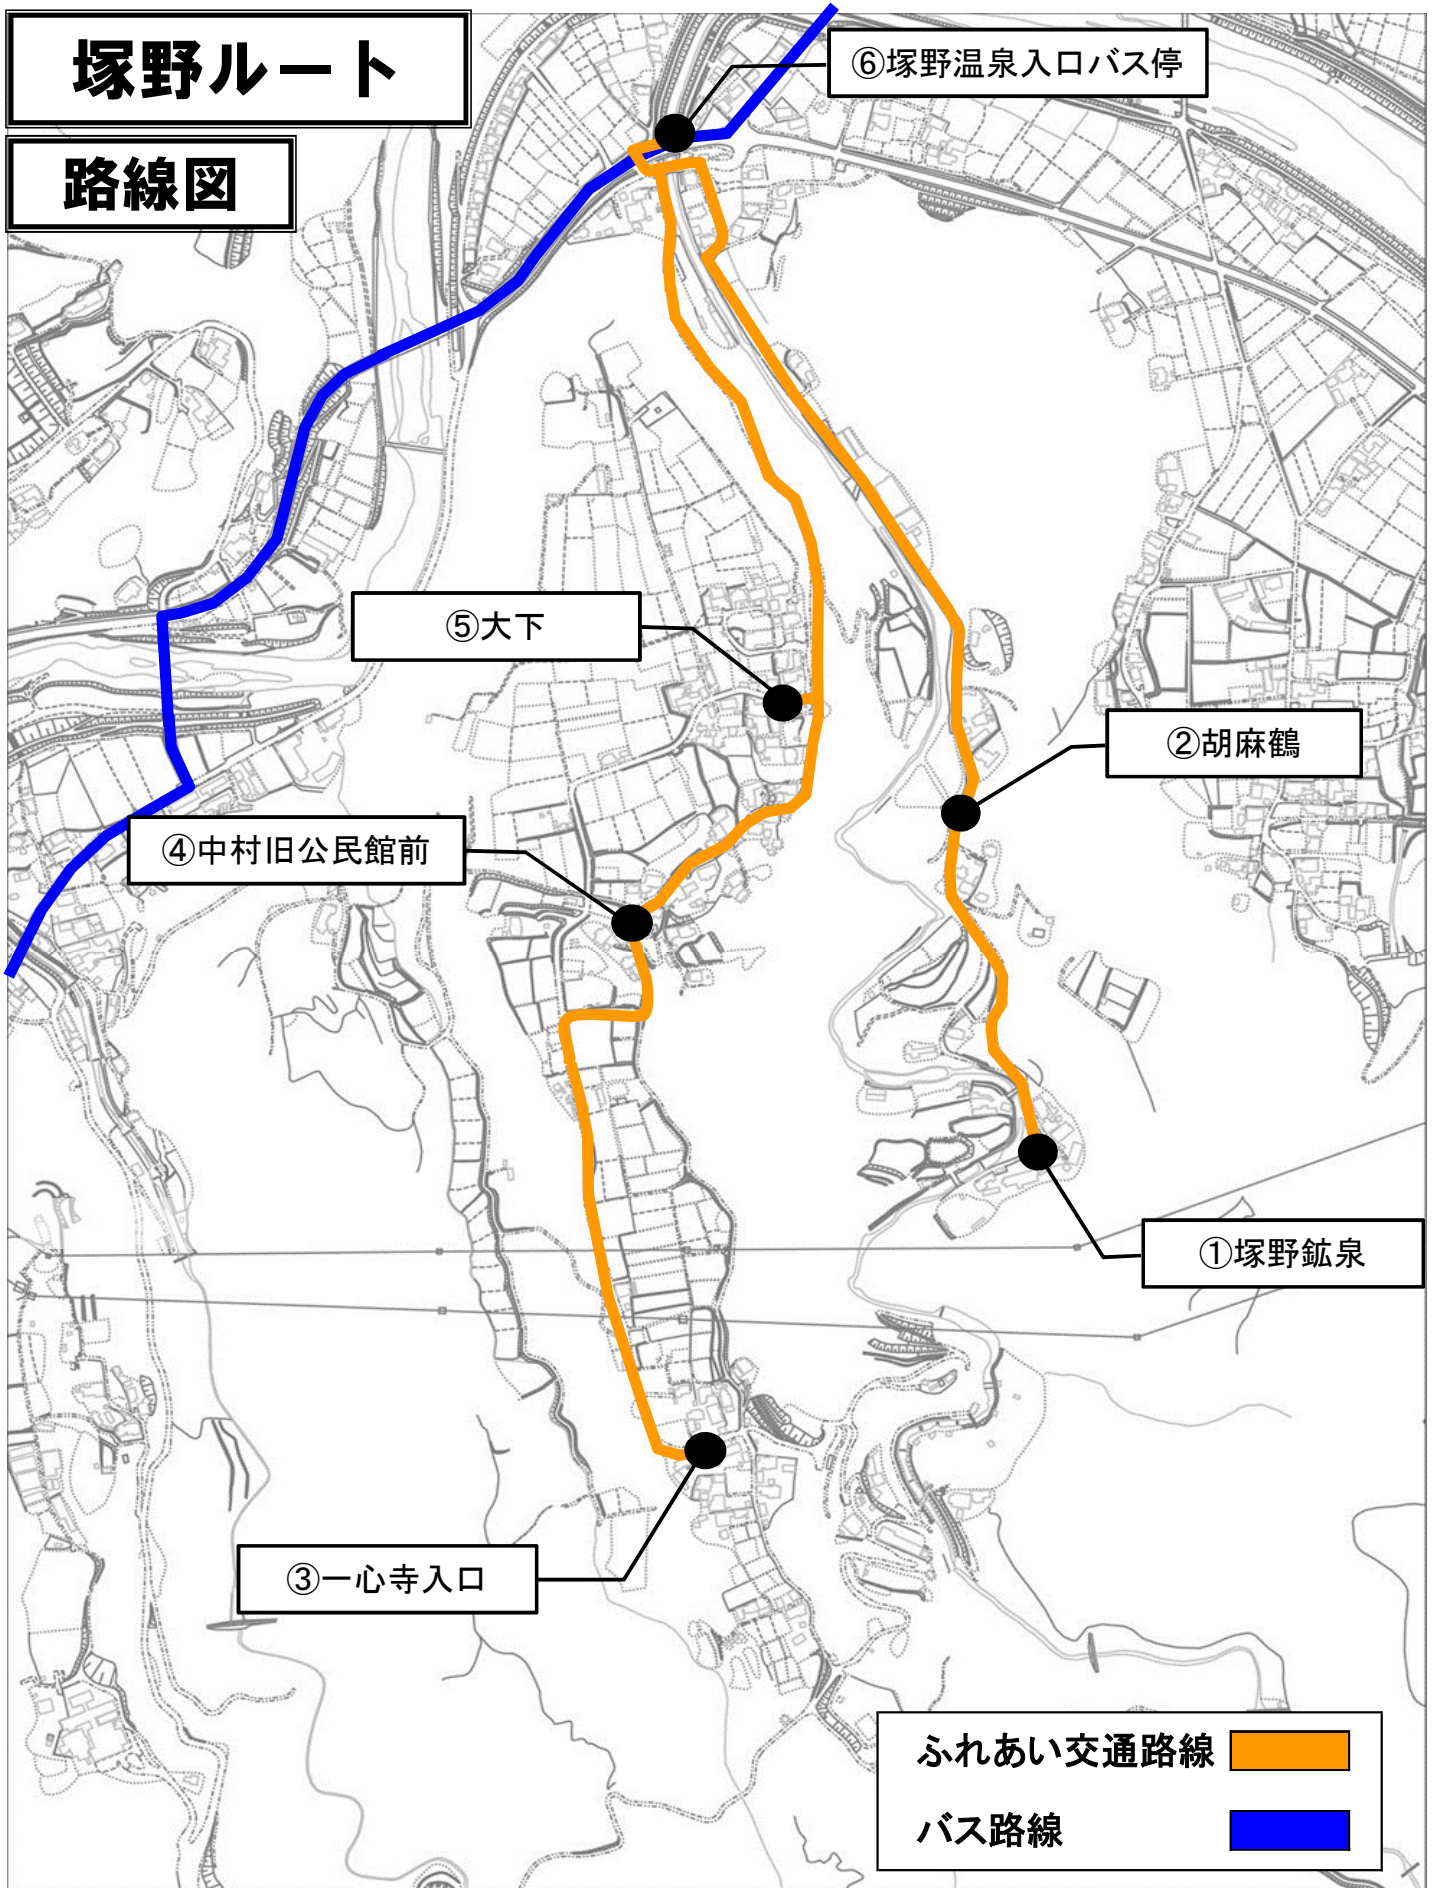 塚野ルート
路線図
⑥塚野温泉入口バス停
⑤大下
②胡麻鶴
④中村旧公民館前
①塚野鉱泉
③一心寺入口
ふれあい交通路線
バス路線